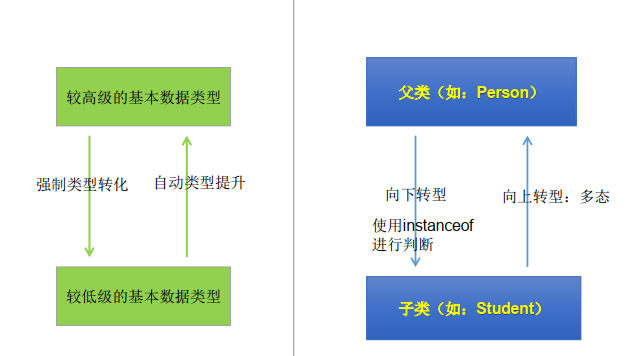 较高级的基本数据类型
强制类型转化
自动类型提升
较低级的基本数据类型
父类（如：Person）
向下转型
使用instanceof
进行判断
向上转型：多态
子类（如：Student）